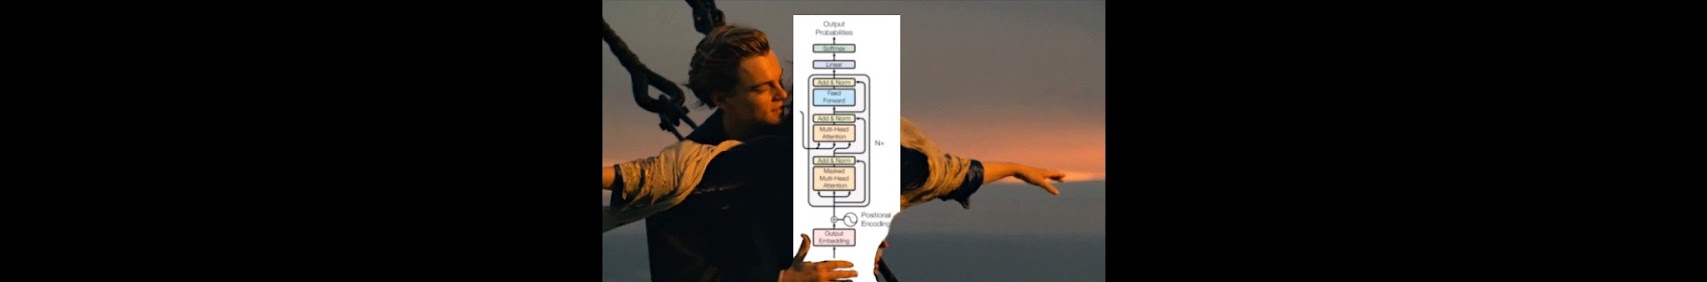 Output
Probabilities
Softmax
Linear
Add & Norm
Feed
Forward
Add & Norm
Multi-Head
Attention
N×
Add & Norm
Masked
Multi-Head
Attention
Positional
Encoding
Output
Embedding